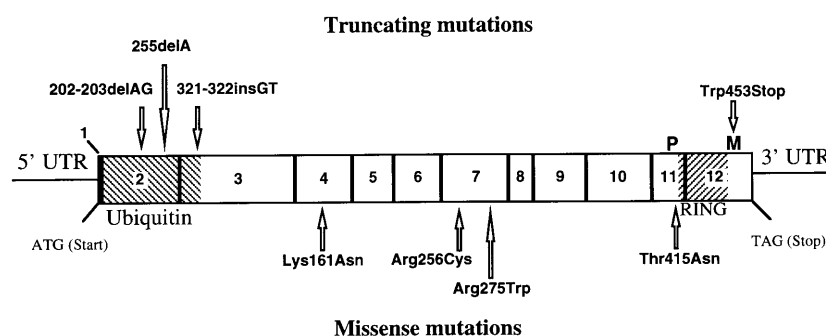 Truncating mutations
255delA
202-203delAG
321-322insGT
Trp453Stop
1
P
M
5' UTR
3' UTR
2
3
4
5
6
7
8
9
10
11
12
Ubiquitin
RING
ATG (Start)
Lys161Asn
Arg256Cys
Thr415Asn
TAG (Stop)
Arg275Trp
Missense mutations